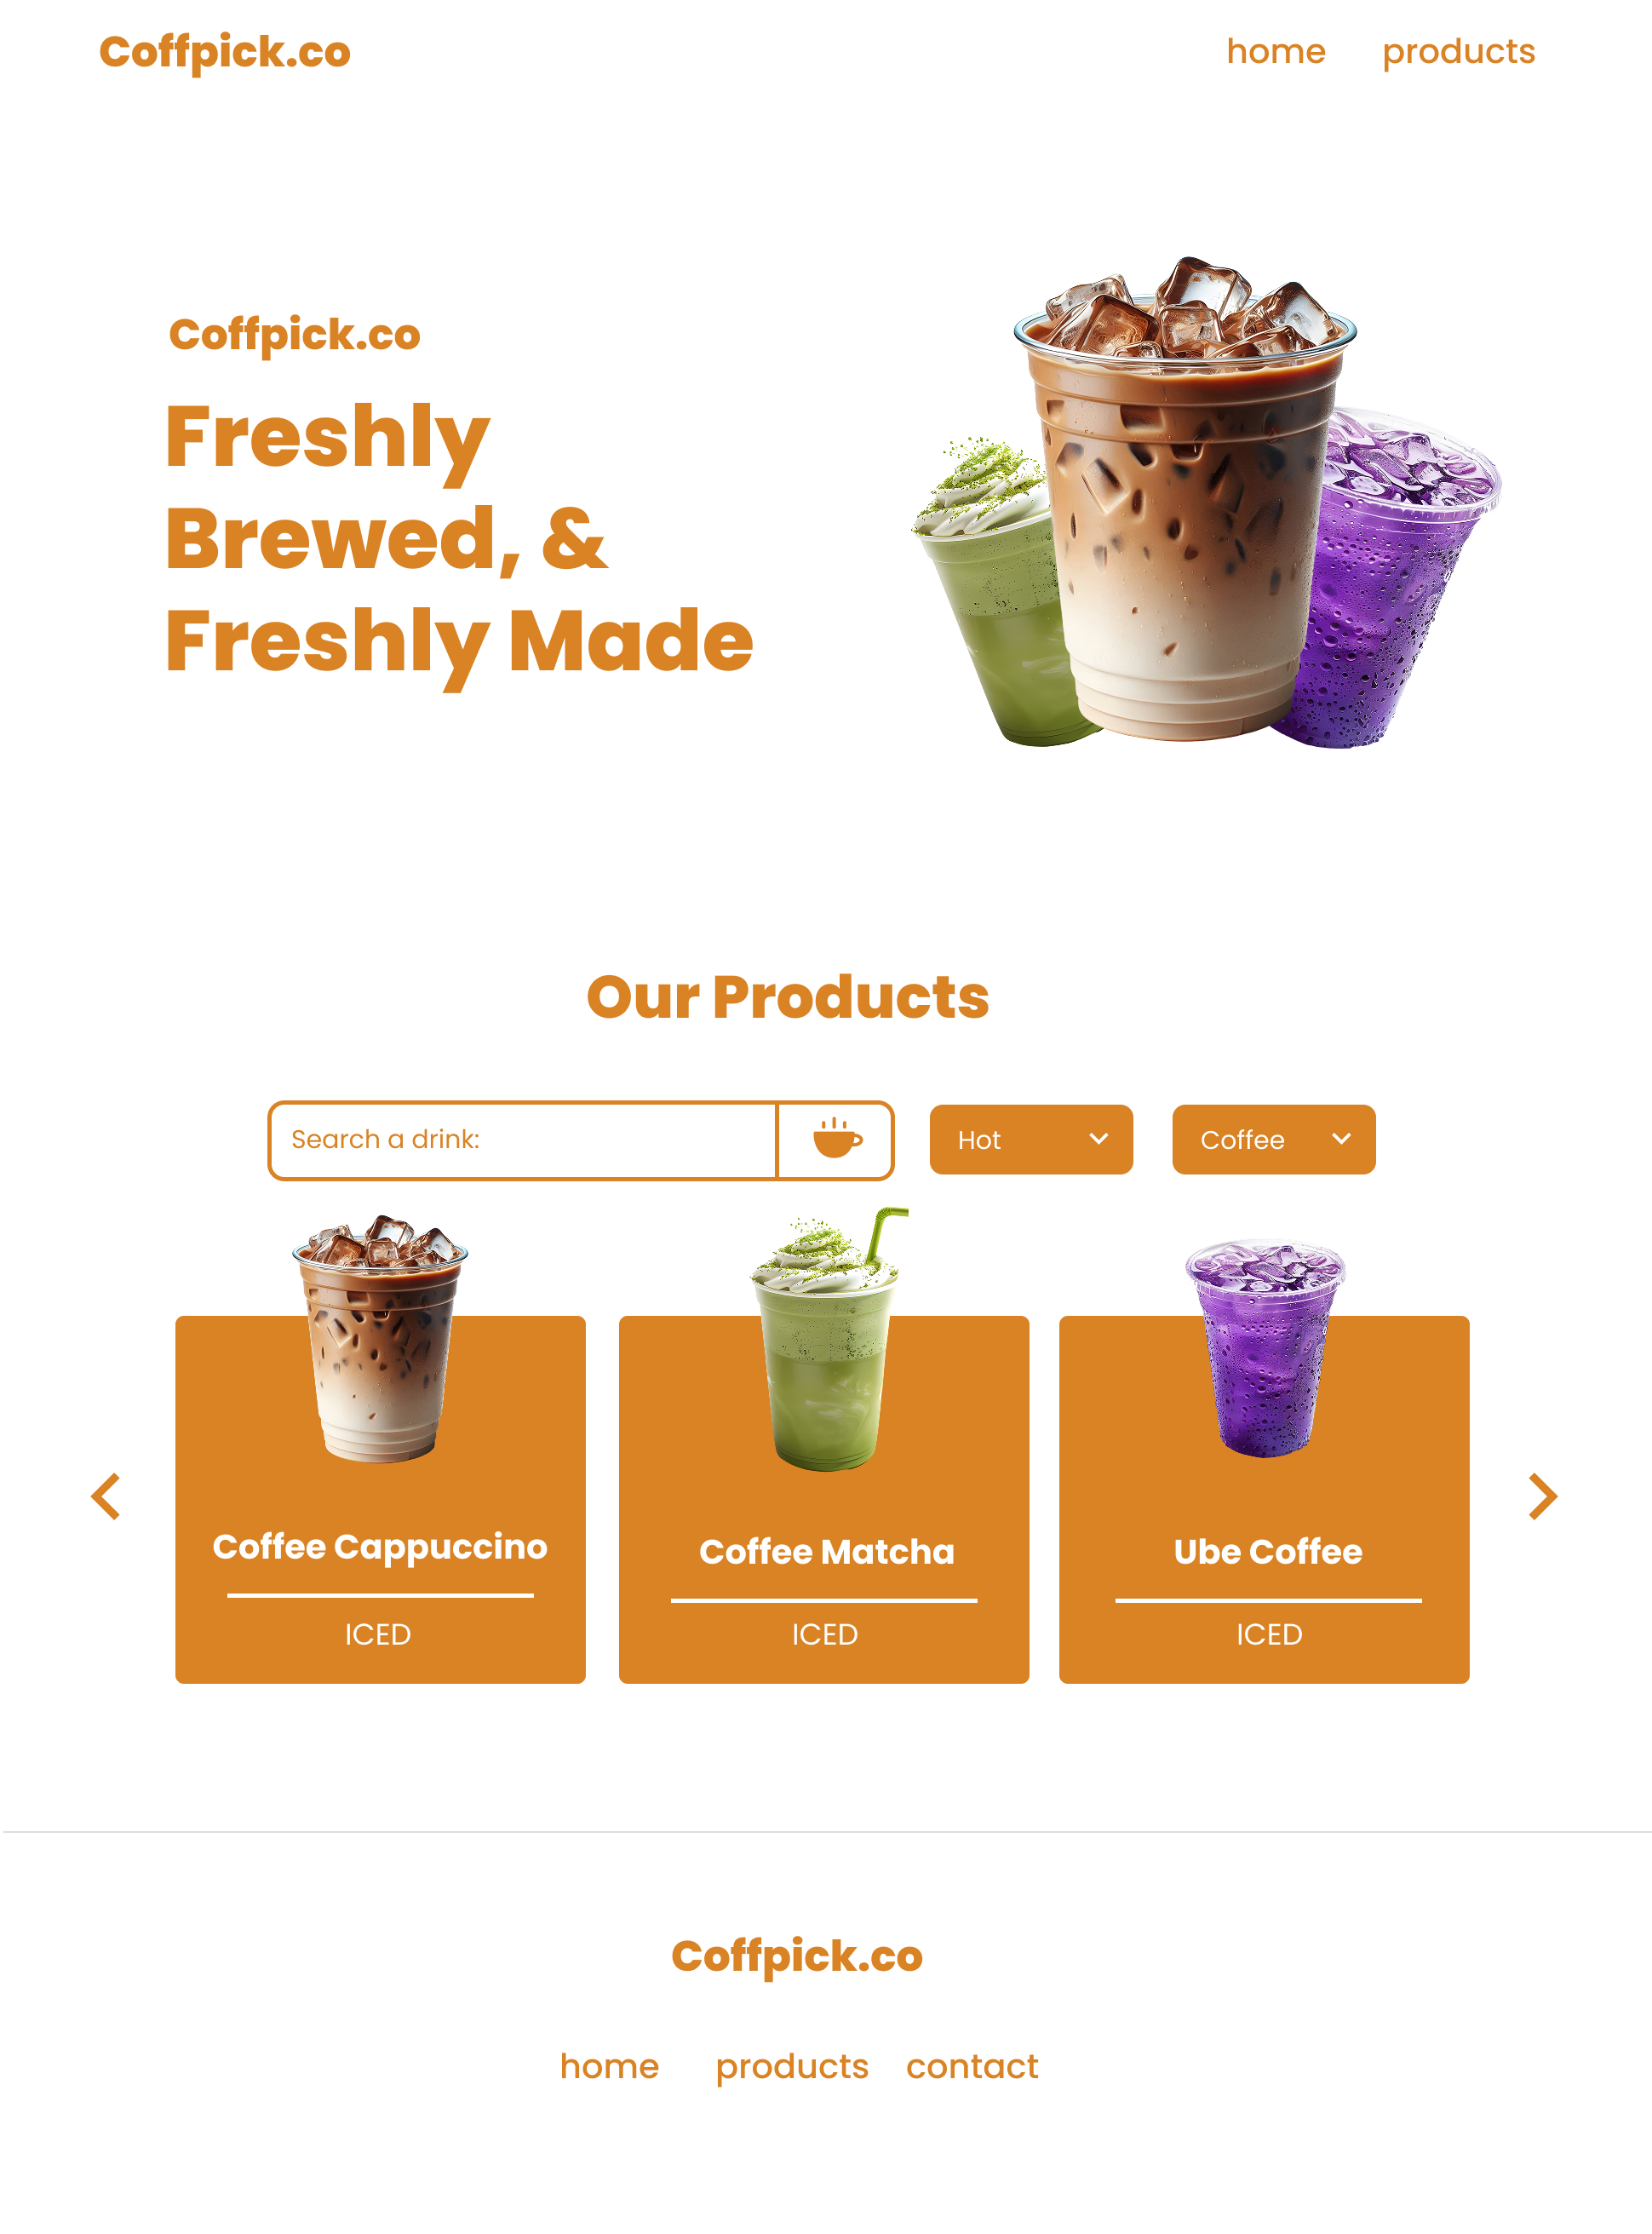 Coffpick.co
home products
Coffpick.co
Freshly
Brewed, &
Freshly Made
Our Products
Search a drink:
Hot
Coffee
Coffee Cappuccino
ICED
Coffee Matcha
ICED
Ube Coffee
ICED
Coffpick.co
home products contact